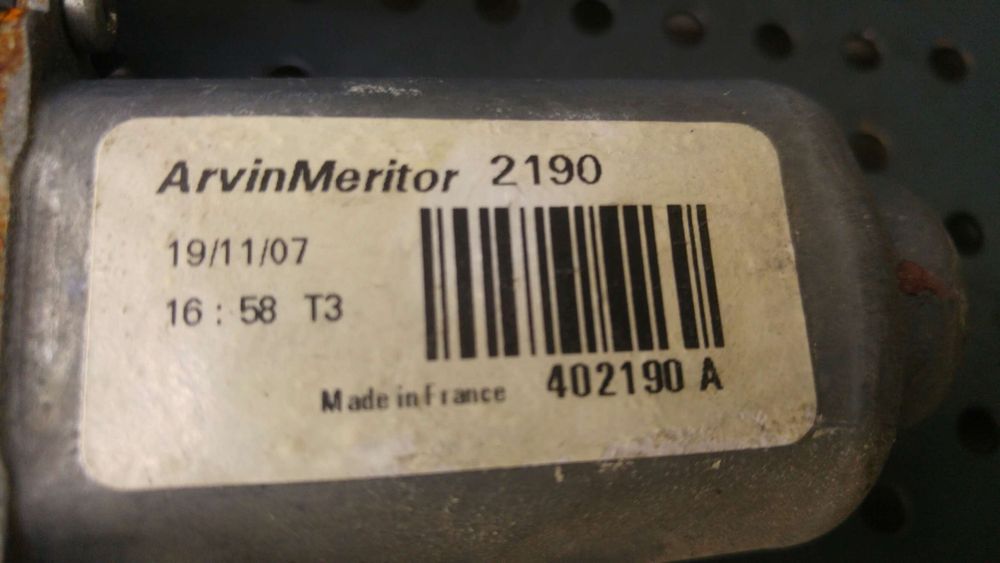 ArvinMeritor 2190
19/11/07
16 : 58 T3
402190 A
Made in France